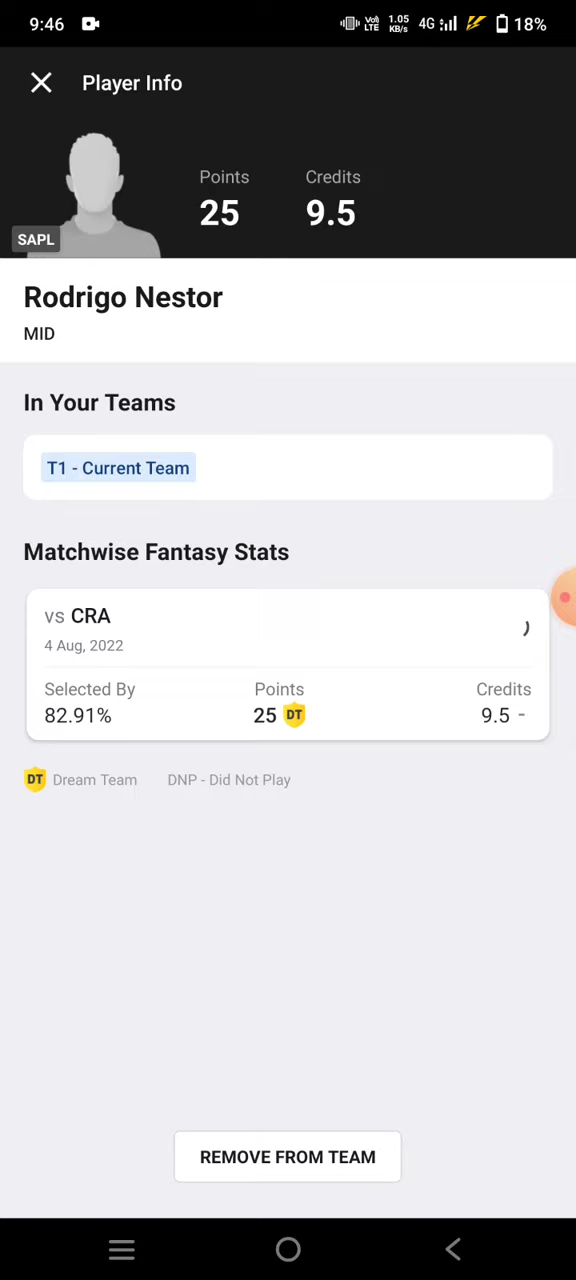 9:46 Vo) LTE 1.05 KB/s 4G 18%
Player Info
Points Credits
25 9.5
SAPL
Rodrigo Nestor
MID
In Your Teams
T1 - Current Team
Matchwise Fantasy Stats
vs CRA
4 Aug, 2022
Selected By Points Credits
82.91% 25 DT 9.5 -
DT Dream Team DNP - Did Not Play
REMOVE FROM TEAM